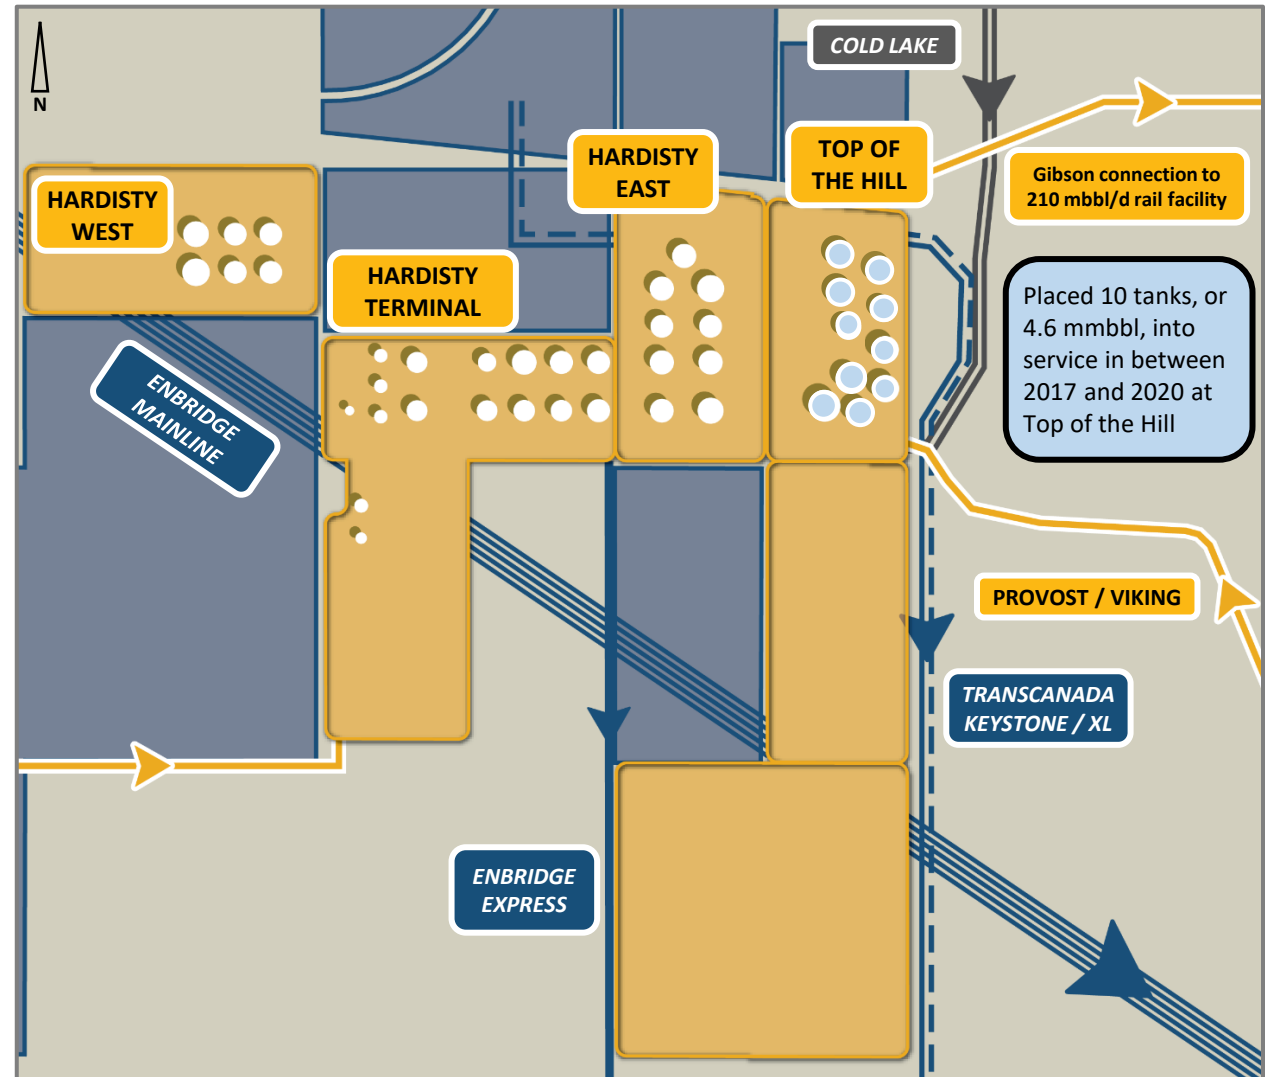 COLD LAKE
N
HARDISTY
EAST
TOP OF
THE HILL
Gibson connection to
210 mbbl/d rail facility
HARDISTY
WEST
HARDISTY
TERMINAL
Placed 10 tanks, or
4.6 mmbbl, into
service in between
2017 and 2020 at
Top of the Hill
ENBRIDGE
MAINLINE
PROVOST / VIKING
TRANSCANADA
KEYSTONE / XL
ENBRIDGE
EXPRESS